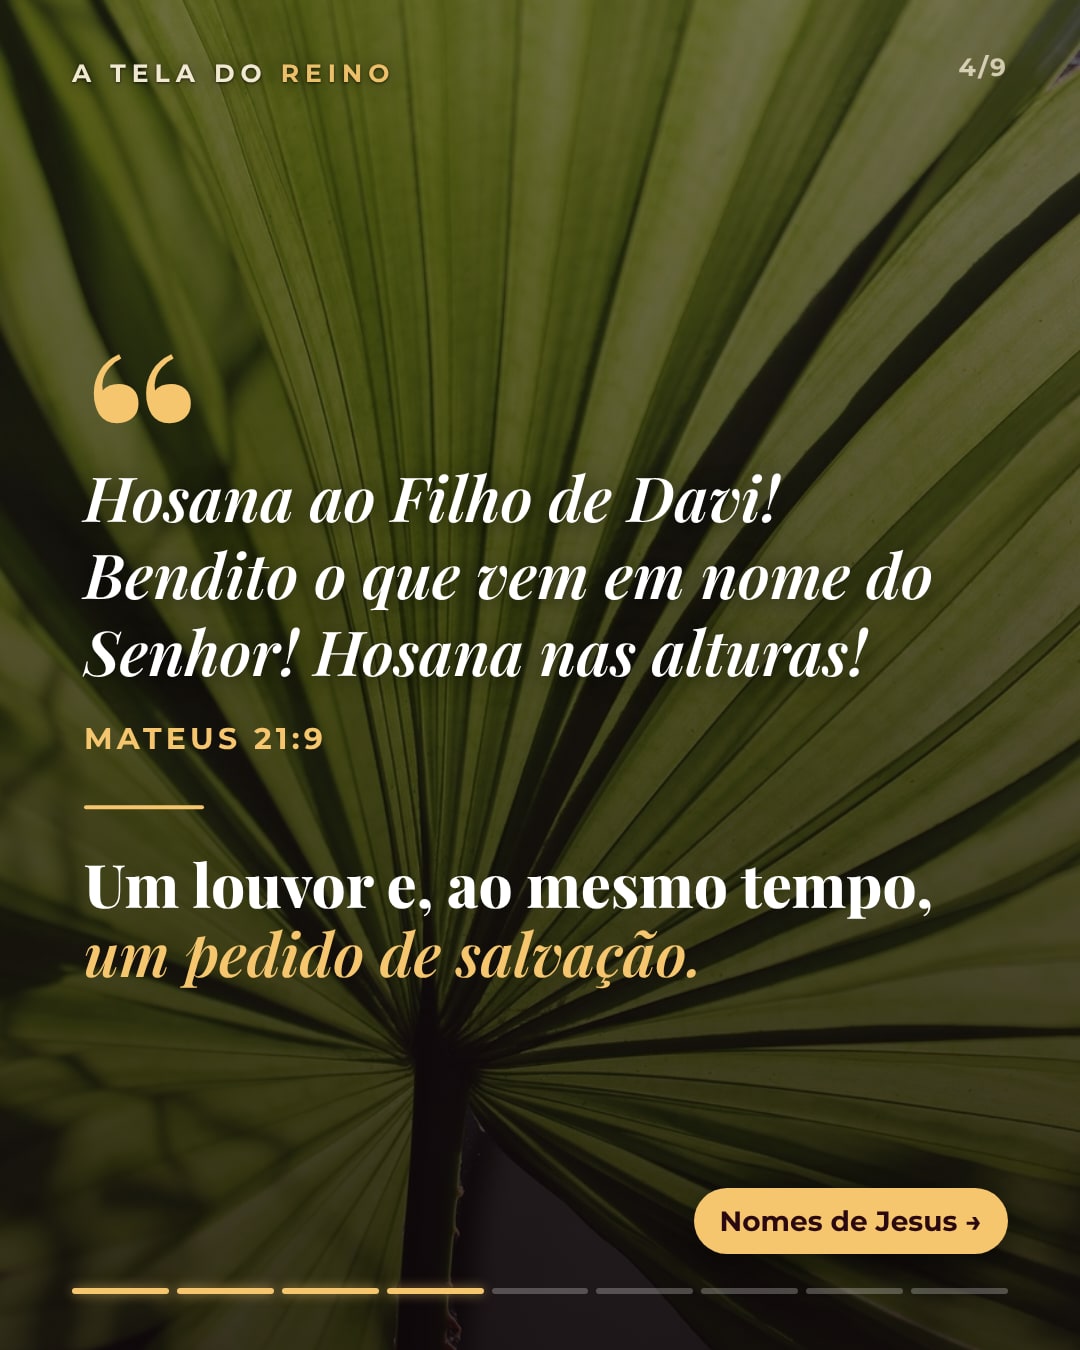 A TELA DO REINO
4/9
“
Hosana ao Filho de Davi!
Bendito o que vem em nome do
Senhor! Hosana nas alturas!
MATEUS 21:9
Um louvor e, ao mesmo tempo,
um pedido de salvação.
Nomes de Jesus →